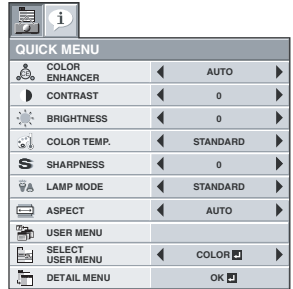 i
QUICK MENU
COLOR ENHANCER AUTO
CONTRAST 0
BRIGHTNESS 0
COLOR TEMP. STANDARD
SHARPNESS 0
LAMP MODE STANDARD
ASPECT AUTO
USER MENU
SELECT USER MENU COLOR
DETAIL MENU OK